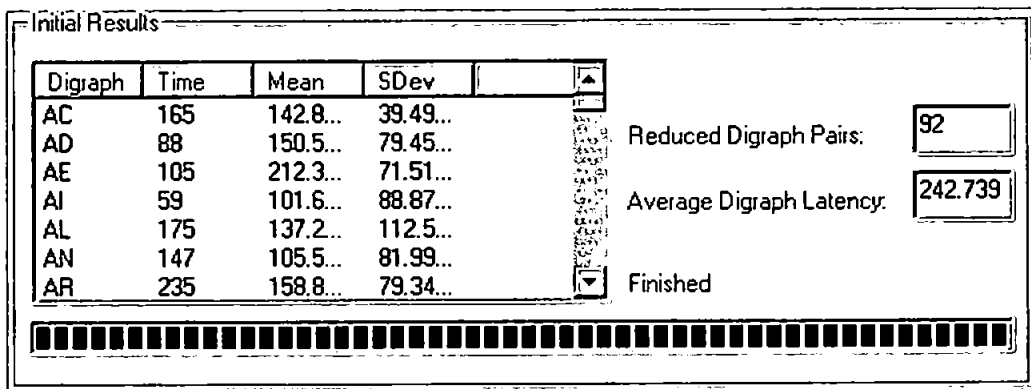 Initial Results
Digraph Time Mean SDev
AC 165 142.8... 39.49...
AD 88 150.5... 79.45...
AE 105 212.3... 71.51...
AI 59 101.6... 88.87...
AL 175 137.2... 112.5...
AN 147 105.5... 81.99...
AR 235 158.8... 79.34...
Reduced Digraph Pairs: 92
Average Digraph Latency: 242.739
Finished